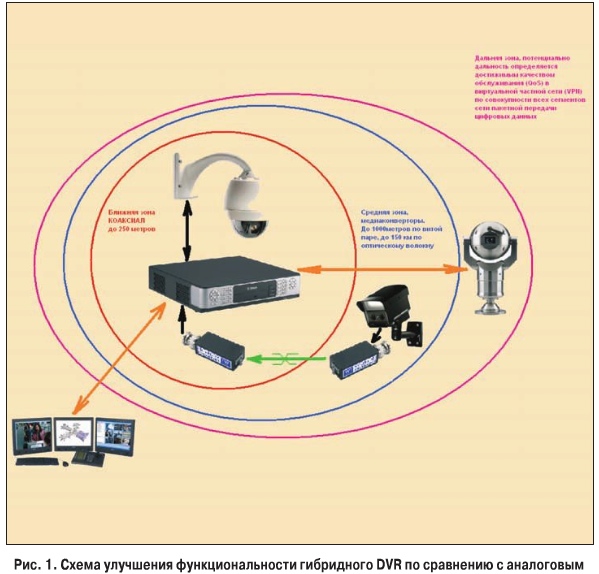 Дальняя зона, потенциально
дальность определяется
достижимым качеством
обслуживания (QoS) в
виртуальной частной сети (VPN)
по совокупности всех сегментов
сети пакетной передачи
цифровых данных
Ближняя зона
КОАКСИАЛ
до 250 метров
Средняя зона,
медиаконверторы.
До 1000метров по витой
паре, до 150 км по
оптическому волокну
Рис. 1. Схема улучшения функциональности гибридного DVR по сравнению с аналоговым